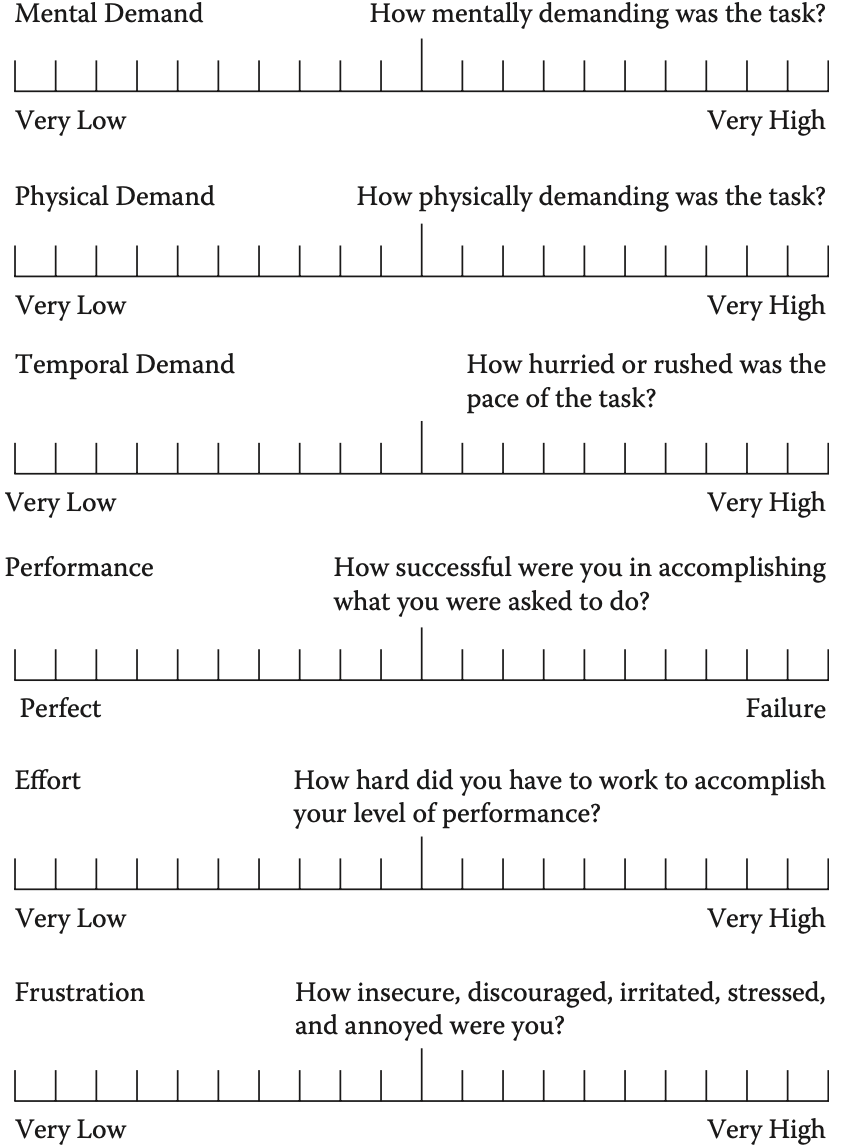 Mental Demand How mentally demanding was the task?
Very Low Very High
Physical Demand How physically demanding was the task?
Very Low Very High
Temporal Demand How hurried or rushed was the
pace of the task?
Very Low Very High
Performance How successful were you in accomplishing
what you were asked to do?
Perfect Failure
Effort How hard did you have to work to accomplish
your level of performance?
Very Low Very High
Frustration How insecure, discouraged, irritated, stressed,
and annoyed were you?
Very Low Very High